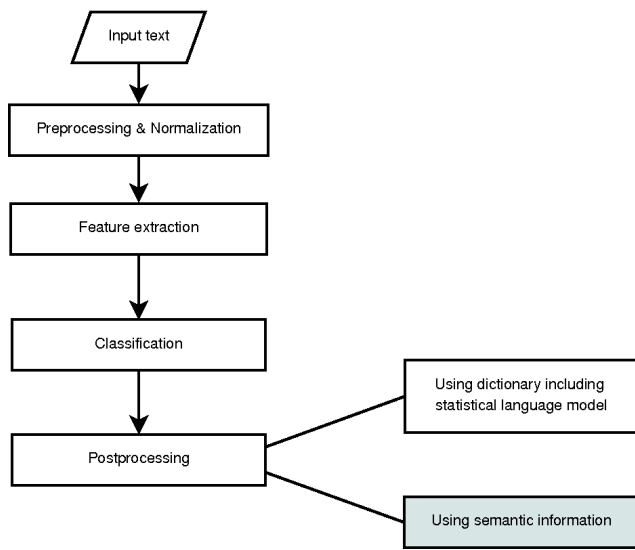 Input text
Preprocessing & Normalization
Feature extraction
Classification
Using dictionary including
statistical language model
Postprocessing
Using semantic information